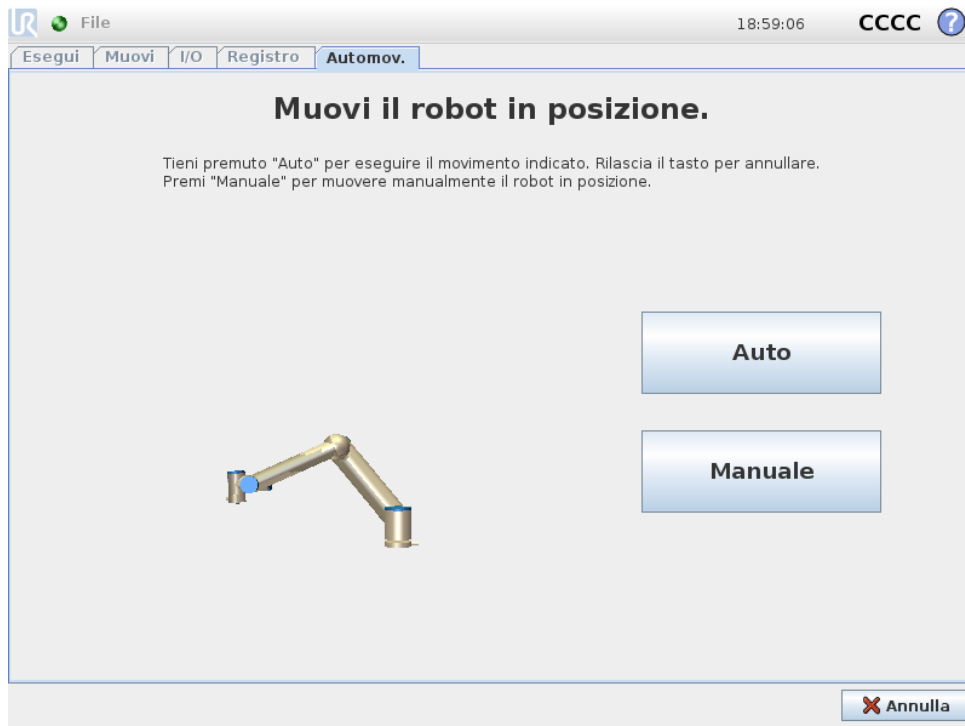 UR File 18:59:06 CCCC ?
Esegui Muovi I/O Registro Automov.
Muovi il robot in posizione.
Tieni premuto "Auto" per eseguire il movimento indicato. Rilascia il tasto per annullare.
Premi "Manuale" per muovere manualmente il robot in posizione.
Auto
Manuale
Annulla